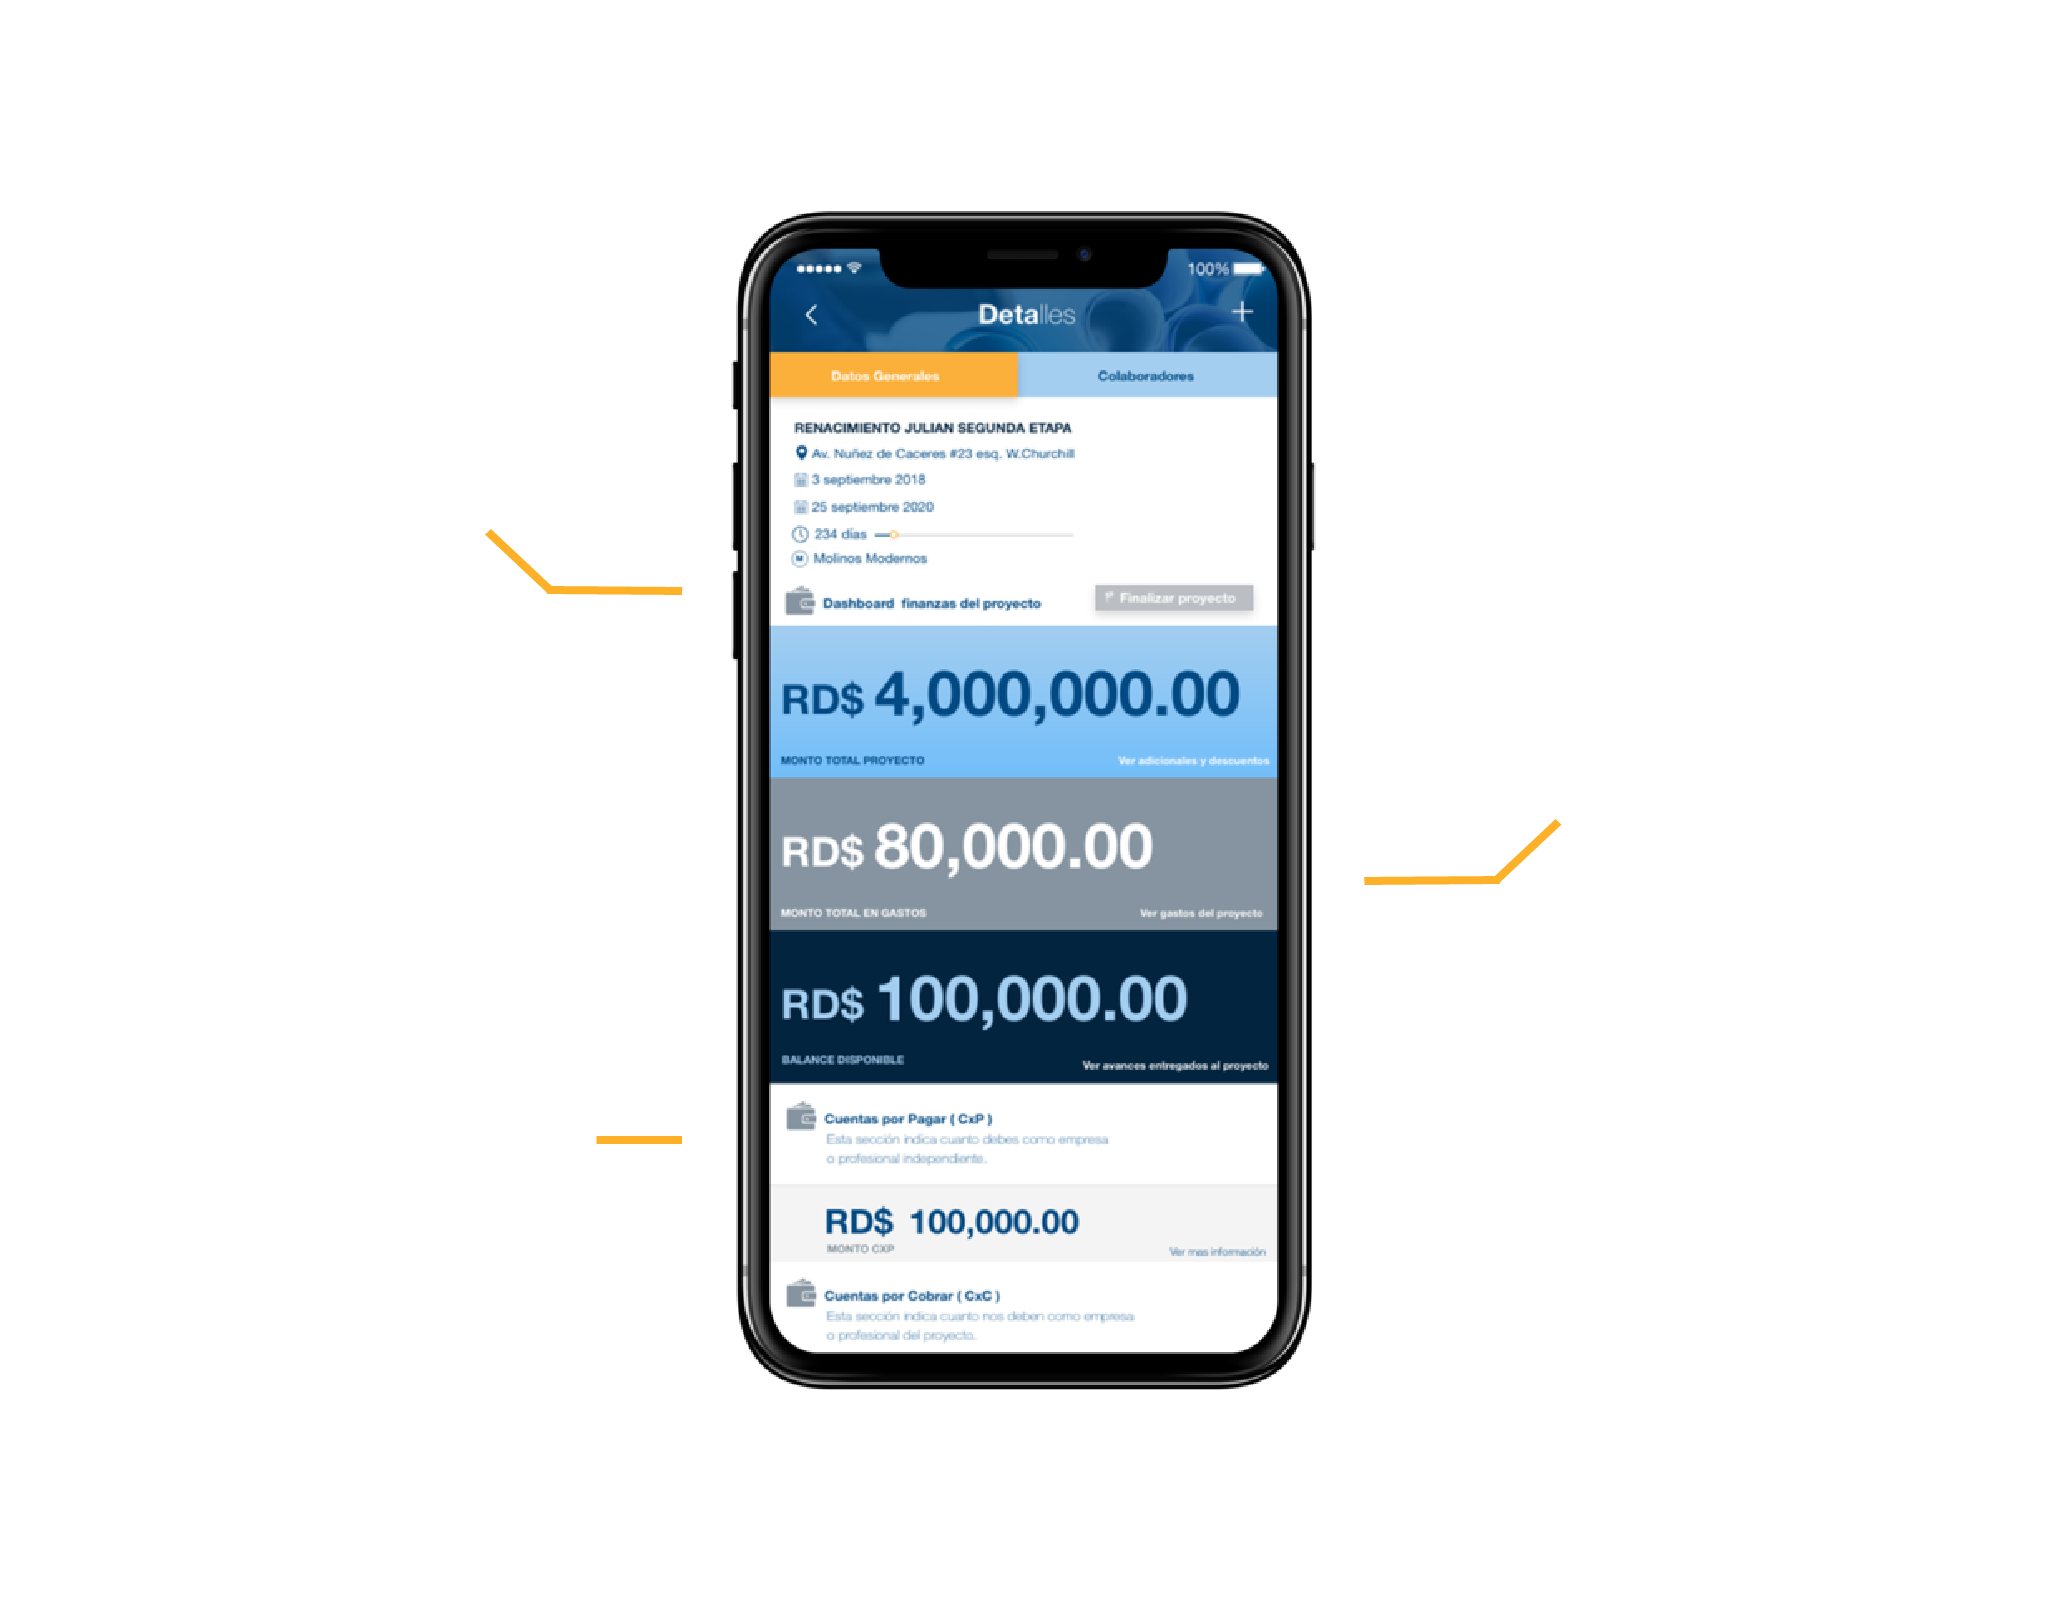 100%
Detalles
Datos Generales
Colaboradores
RENACIMIENTO JULIAN SEGUNDA ETAPA
Av. Nuñez de Caceres #23 esq. W.Churchill
3 septiembre 2018
25 septiembre 2020
234 días
M Molinos Modernos
Dashboard finanzas del proyecto
Finalizar proyecto
RD$ 4,000,000.00
MONTO TOTAL PROYECTO
Ver adicionales y descuentos
RD$ 80,000.00
MONTO TOTAL EN GASTOS
Ver gastos del proyecto
RD$ 100,000.00
BALANCE DISPONIBLE
Ver avances entregados al proyecto
Cuentas por Pagar ( CxP )
Esta sección indica cuanto debes como empresa
o profesional independiente.
RD$ 100,000.00
MONTO CXP
Ver mas información
Cuentas por Cobrar ( CxC )
Esta sección indica cuanto nos deben como empresa
o profesional del proyecto.